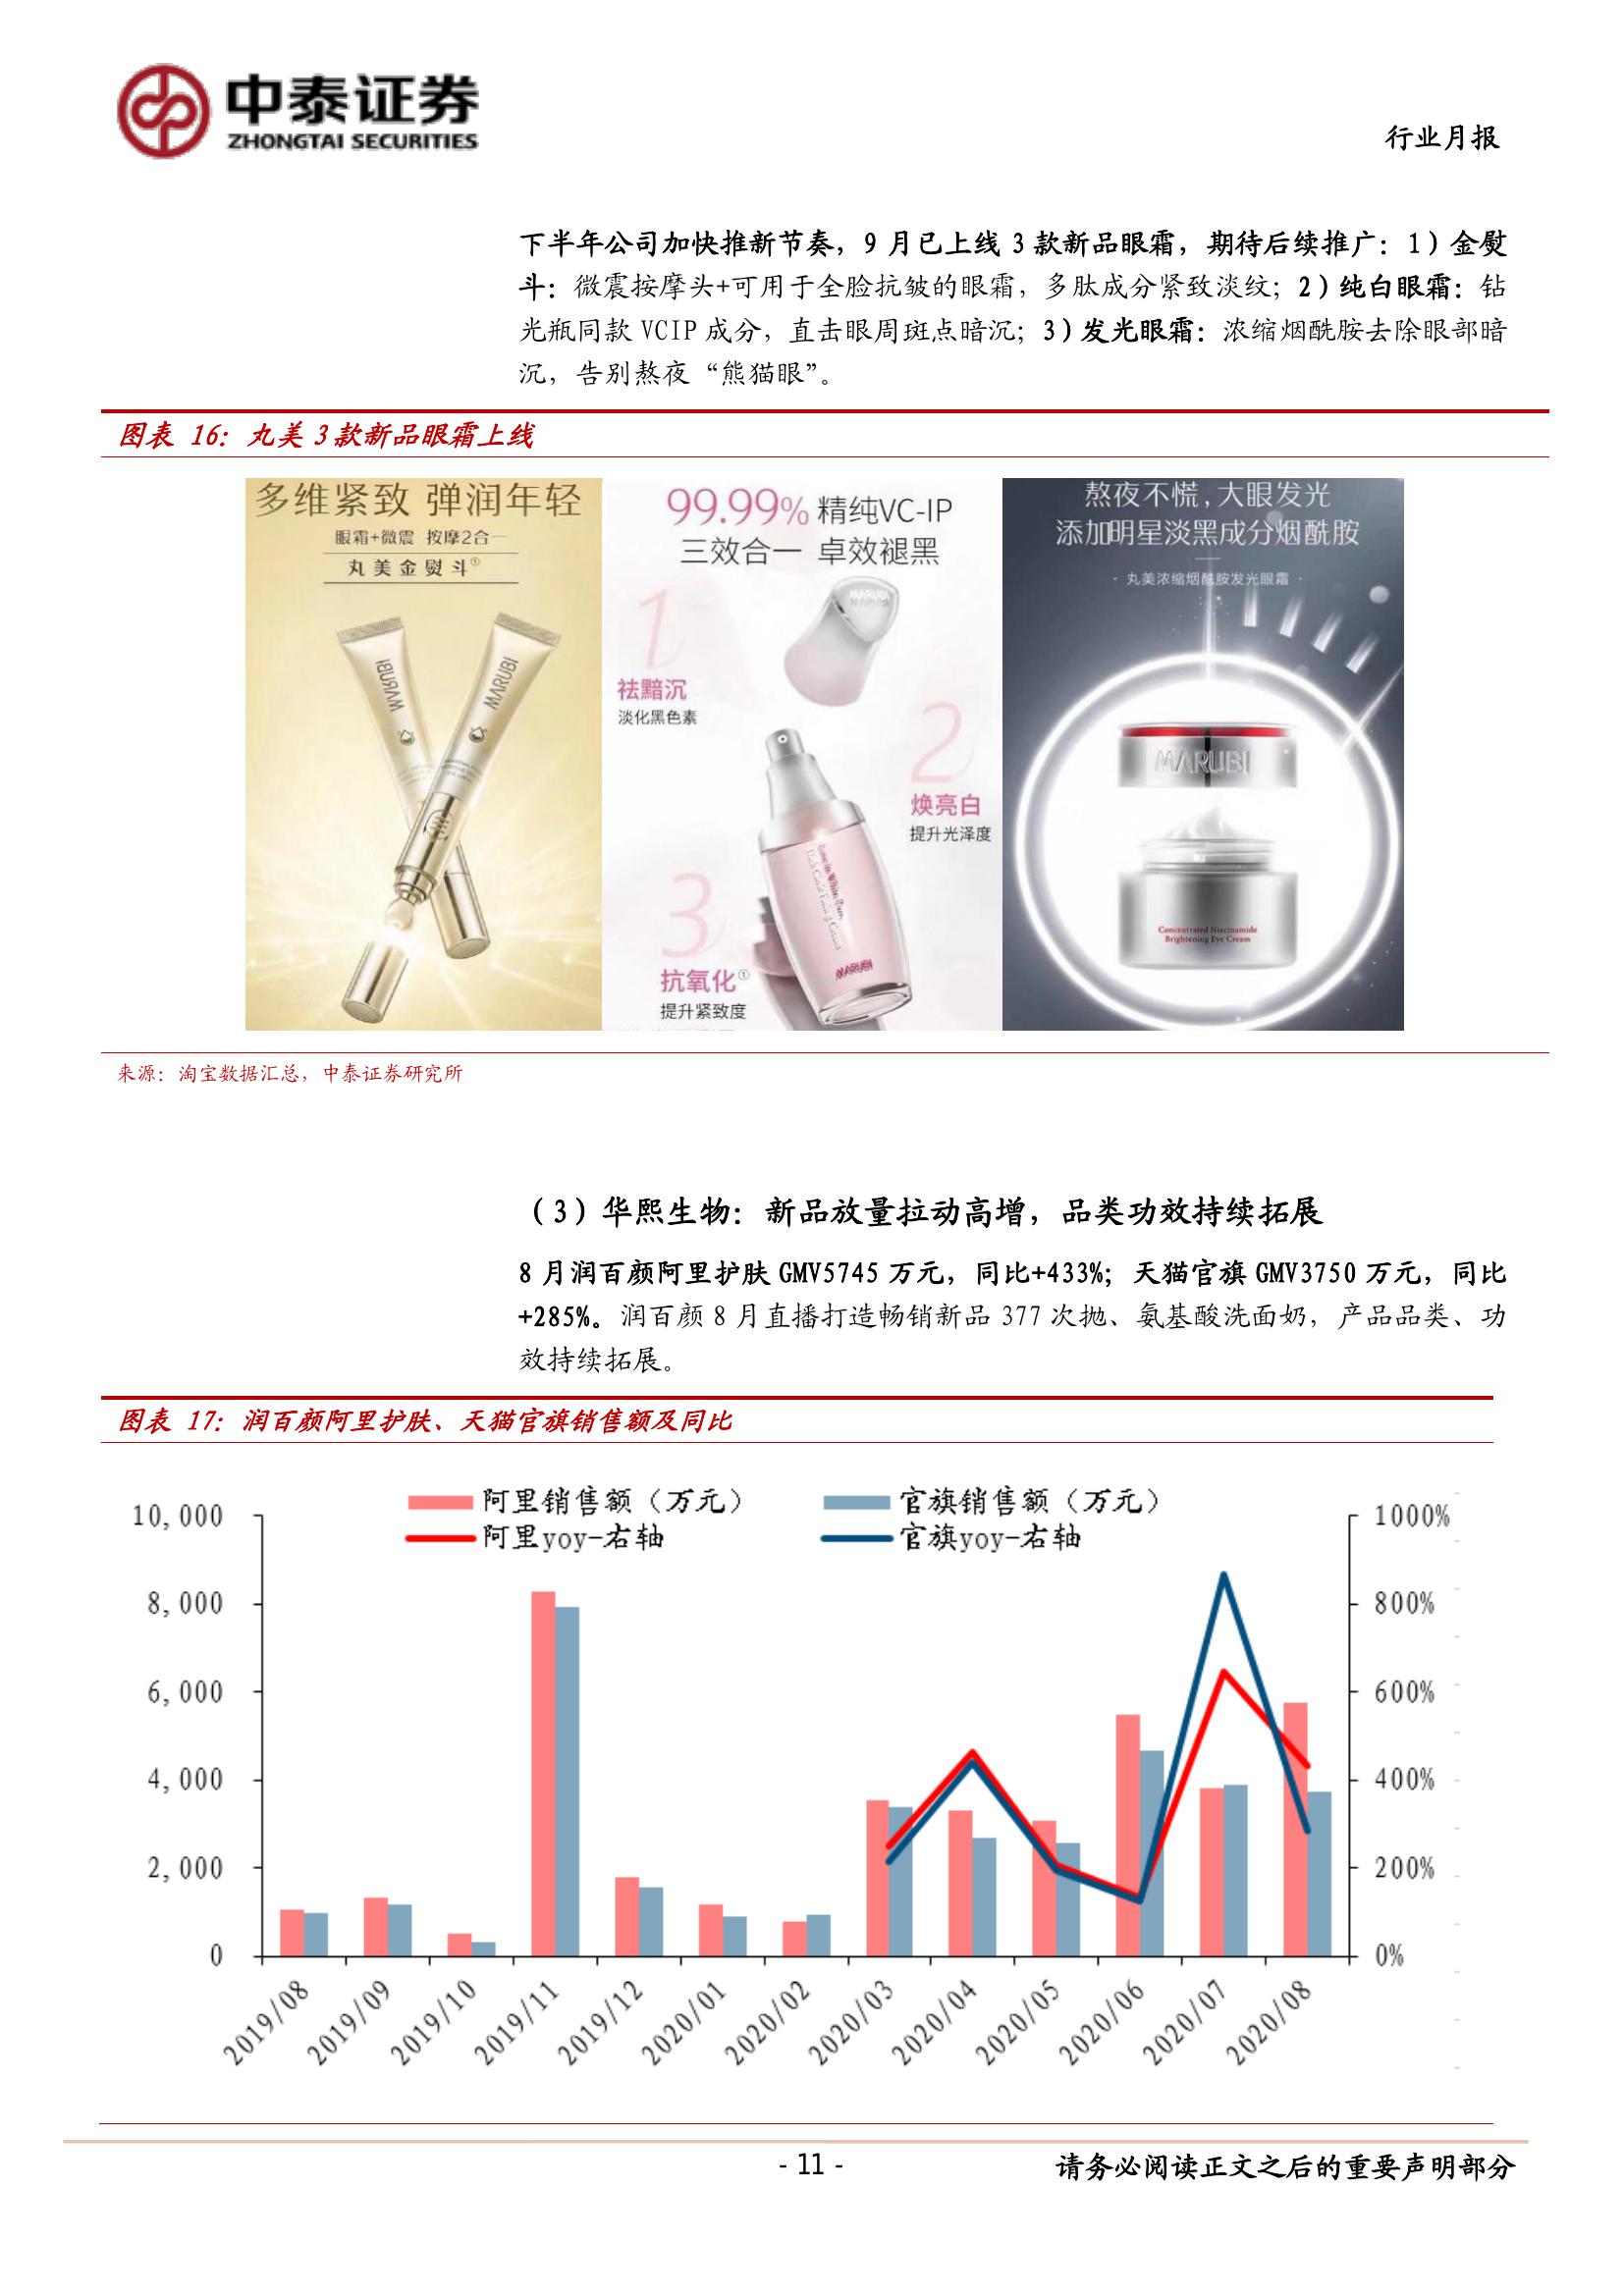 中泰证券
ZHONGTAI SECURITIES
行业月报
下半年公司加快推新节奏，9 月已上线 3 款新品眼霜，期待后续推广：1）金熨
斗：微震按摩头+可用于全脸抗皱的眼霜，多肽成分紧致淡纹；2）纯白眼霜：钻
光瓶同款 VCIP 成分，直击眼周斑点暗沉；3）发光眼霜：浓缩烟酰胺去除眼部暗
沉，告别熬夜“熊猫眼”。
图表 16：丸美 3 款新品眼霜上线
多维紧致 弹润年轻
眼霜+微震 按摩2合一
丸美金熨斗①
MARUBI
MARUBI
99.99% 精纯VC-IP
三效合一 卓效褪黑
MARUBI
1
祛黯沉
淡化黑色素
2
焕亮白
提升光泽度
3
抗氧化①
提升紧致度
MARUBI
熬夜不慌，大眼发光
添加明星淡黑成分烟酰胺
· 丸美浓缩烟酰胺发光眼霜 ·
MARUBI
Concentrated Niacinamide
Brightening Eye Cream
来源：淘宝数据汇总，中泰证券研究所
（3）华熙生物：新品放量拉动高增，品类功效持续拓展
8 月润百颜阿里护肤 GMV5745 万元，同比+433%；天猫官旗 GMV3750 万元，同比
+285%。润百颜 8 月直播打造畅销新品 377 次抛、氨基酸洗面奶，产品品类、功
效持续拓展。
图表 17：润百颜阿里护肤、天猫官旗销售额及同比
阿里销售额（万元） 官旗销售额（万元）
阿里yoy-右轴 官旗yoy-右轴
10,000 1000%
8,000 800%
6,000 600%
4,000 400%
2,000 200%
0 0%
2019/08 2019/09 2019/10 2019/11 2019/12 2020/01 2020/02 2020/03 2020/04 2020/05 2020/06 2020/07 2020/08
- 11 -
请务必阅读正文之后的重要声明部分